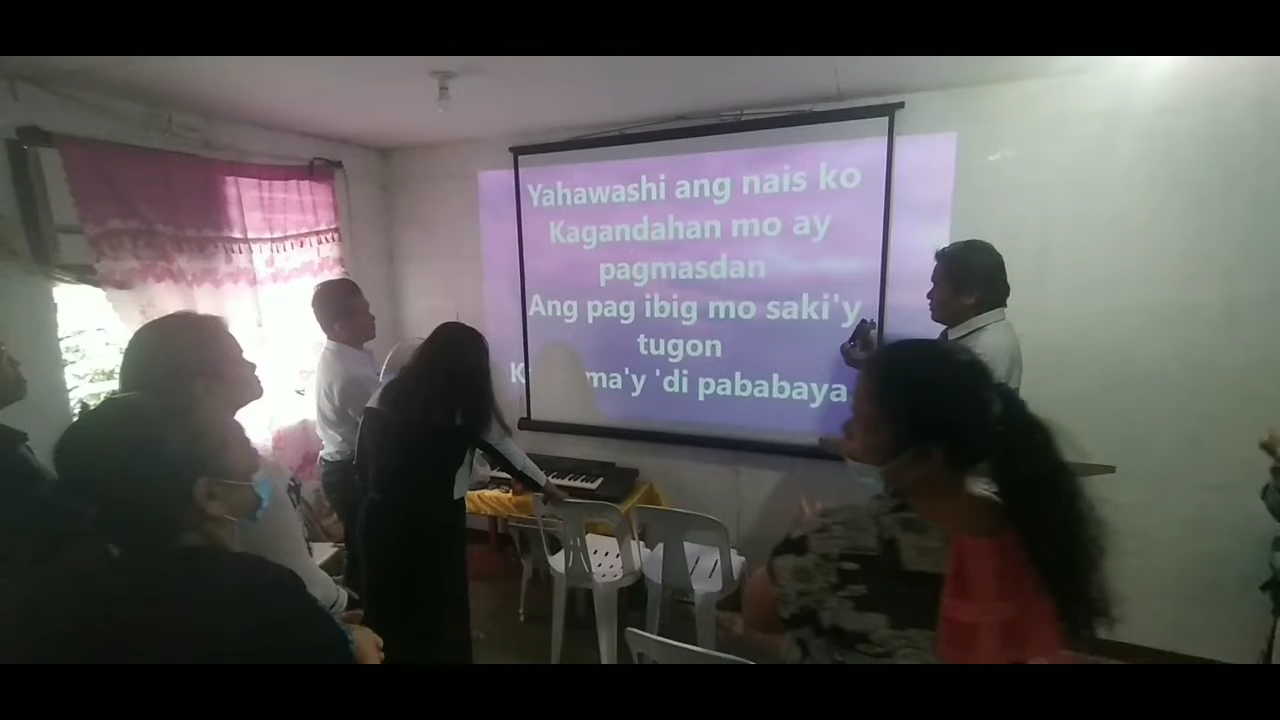 Yahawashi ang nais ko
Kagandahan mo ay
pagmasdan
Ang pag ibig mo saki'y
tugon
'di pababaya